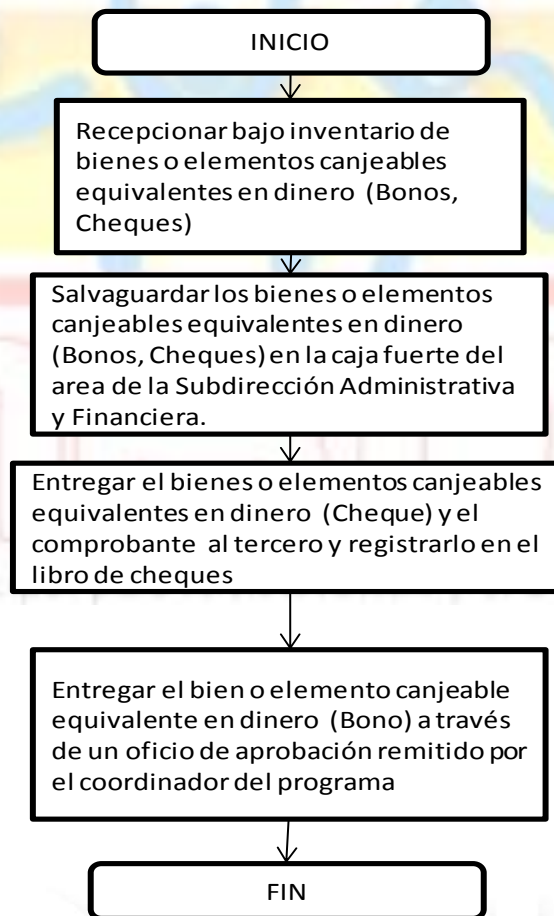 INICIO
Recepcionar bajo inventario de
bienes o elementos canjeables
equivalentes en dinero (Bonos,
Cheques)
Salvaguardar los bienes o elementos
canjeables equivalentes en dinero
(Bonos, Cheques) en la caja fuerte del
area de la Subdirección Administrativa
y Financiera.
Entregar el bienes o elementos canjeables
equivalentes en dinero (Cheque) y el
comprobante al tercero y registrarlo en el
libro de cheques
Entregar el bien o elemento canjeable
equivalente en dinero (Bono) a través
de un oficio de aprobación remitido por
el coordinador del programa
FIN